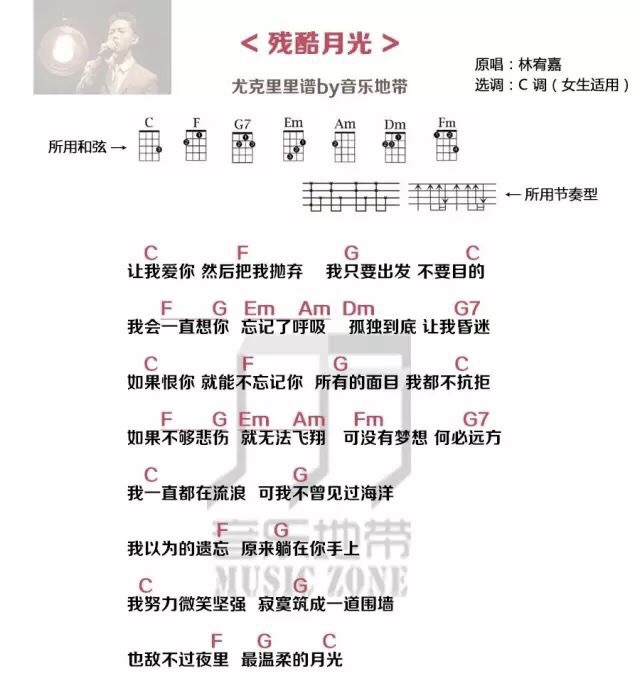 < 残酷月光 >
尤克里里谱by音乐地带
原唱：林宥嘉
选调：C 调（女生适用）
所用和弦→ C F G7 Em Am Dm Fm
←所用节奏型
C F G C
让我爱你 然后把我抛弃 我只要出发 不要目的
F G Em Am Dm G7
我会一直想你 忘记了呼吸 孤独到底 让我昏迷
C F G C
如果恨你 就能不忘记你 所有的面目 我都不抗拒
F G Em Am Fm G7
如果不够悲伤 就无法飞翔 可没有梦想 何必远方
C G
我一直都在流浪 可我不曾见过海洋
F G
我以为的遗忘 原来躺在你手上
C G
我努力微笑坚强 寂寞筑成一道围墙
F G C
也敌不过夜里 最温柔的月光
音乐地带
MUSIC ZONE